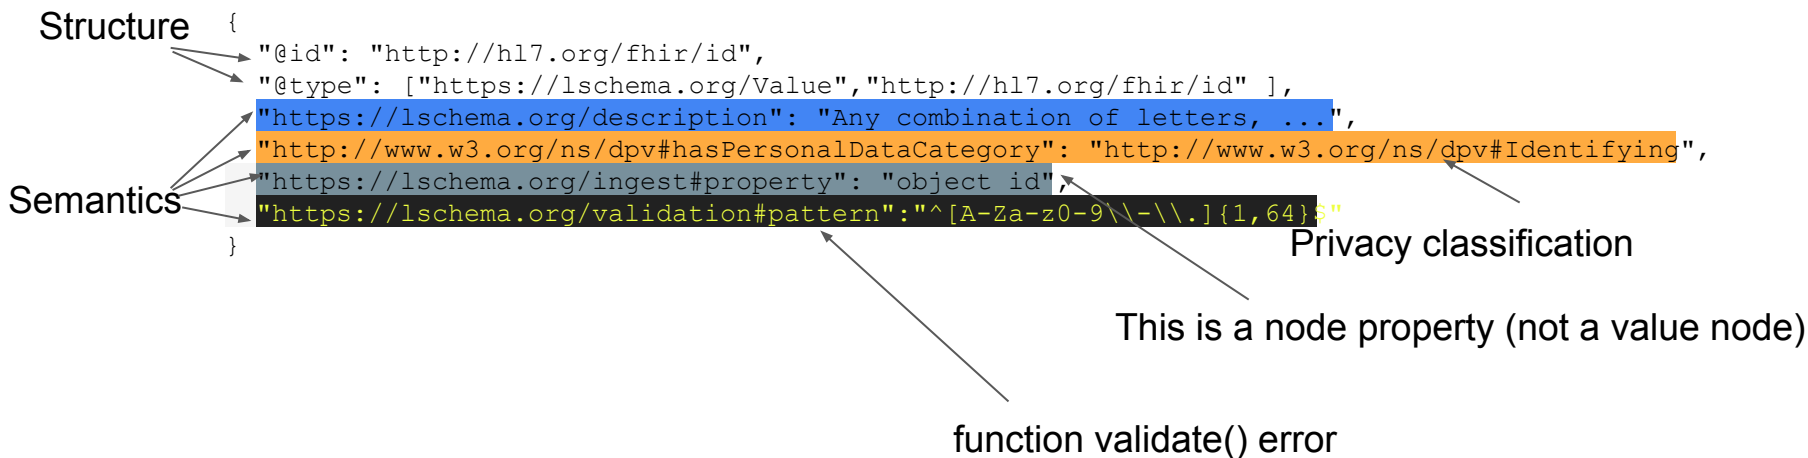 Structure
{
"@id": "http://hl7.org/fhir/id",
"@type": ["https://lschema.org/Value","http://hl7.org/fhir/id" ],
"https://lschema.org/description": "Any combination of letters, ...",
"http://www.w3.org/ns/dpv#hasPersonalDataCategory": "http://www.w3.org/ns/dpv#Identifying",
Semantics
"https://lschema.org/ingest#property": "object id",
"https://lschema.org/validation#pattern":"^[A-Za-z0-9\\-\\.]{1,64}$"
}
Privacy classification
This is a node property (not a value node)
function validate() error